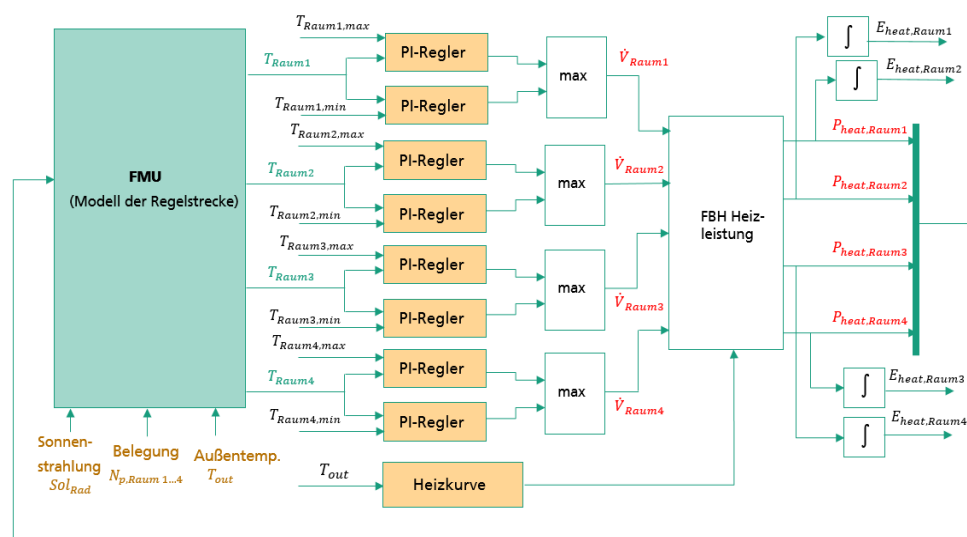 FMU
(Modell der Regelstrecke)
Sonnen-
strahlung
Sol_Rad
Belegung
N_p,Raum 1…4
Außentemp.
T_out
T_Raum1,max
T_Raum1
T_Raum1,min
PI-Regler
PI-Regler
max
V̇_Raum1
T_Raum2,max
T_Raum2
T_Raum2,min
PI-Regler
PI-Regler
max
V̇_Raum2
T_Raum3,max
T_Raum3
T_Raum3,min
PI-Regler
PI-Regler
max
V̇_Raum3
T_Raum4,max
T_Raum4
T_Raum4,min
PI-Regler
PI-Regler
max
V̇_Raum4
T_out
Heizkurve
FBH Heiz-
leistung
∫
E_heat,Raum1
∫
E_heat,Raum2
P_heat,Raum1
P_heat,Raum2
P_heat,Raum3
P_heat,Raum4
∫
E_heat,Raum3
∫
E_heat,Raum4